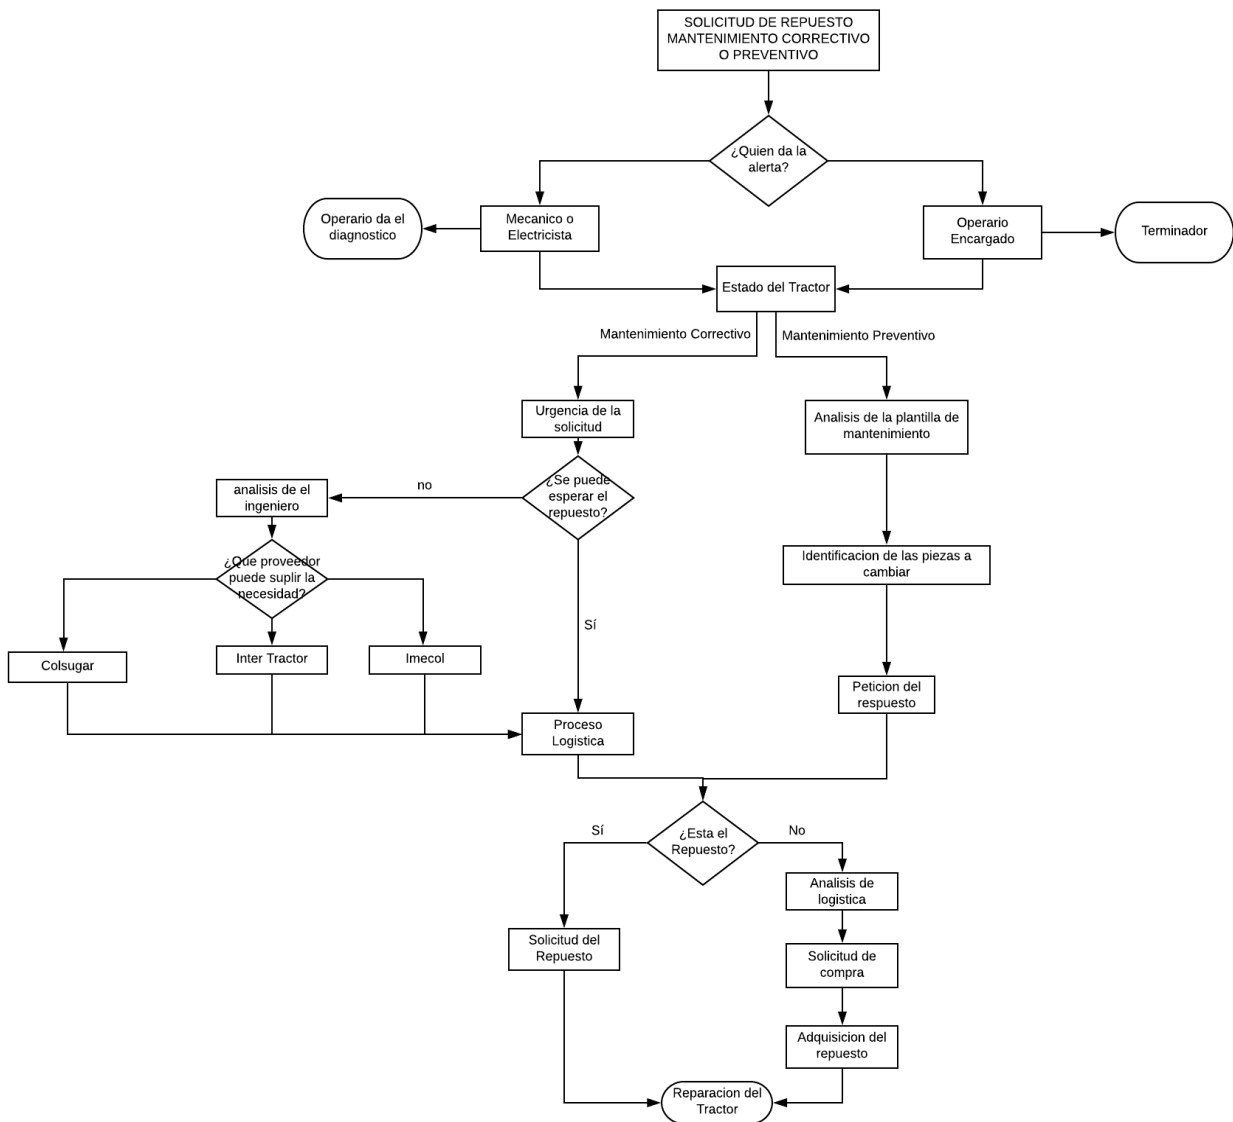 SOLICITUD DE REPUESTO
MANTENIMIENTO CORRECTIVO
O PREVENTIVO
¿Quien da la
alerta?
Operario da el
diagnostico
Mecanico o
Electricista
Operario
Encargado
Terminador
Estado del Tractor
Mantenimiento Correctivo
Mantenimiento Preventivo
Urgencia de la
solicitud
Analisis de la plantilla de
mantenimiento
¿Se puede
esperar el
repuesto?
no
analisis de el
ingeniero
¿Que proveedor
puede suplir la
necesidad?
Identificacion de las piezas a
cambiar
Sí
Colsugar
Inter Tractor
Imecol
Peticion del
respuesto
Proceso
Logistica
¿Esta el
Repuesto?
Sí
No
Analisis de
logistica
Solicitud del
Repuesto
Solicitud de
compra
Adquisicion del
repuesto
Reparacion del
Tractor